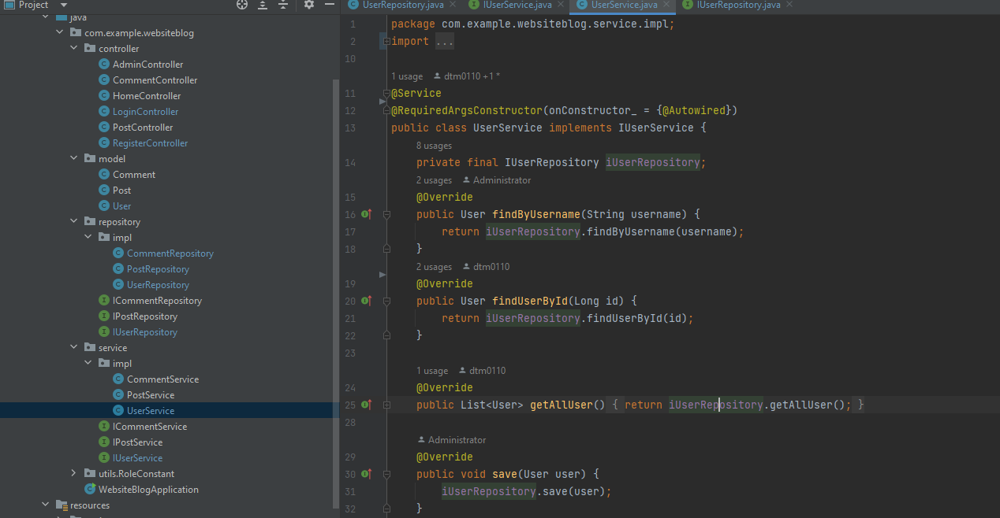 Project
UserRepository.java
IUserService.java
UserService.java
IUserRepository.java
java
com.example.websiteblog
controller
AdminController
CommentController
HomeController
LoginController
PostController
RegisterController
model
Comment
Post
User
repository
impl
CommentRepository
PostRepository
UserRepository
ICommentRepository
IPostRepository
IUserRepository
service
impl
CommentService
PostService
UserService
ICommentService
IPostService
IUserService
utils.RoleConstant
WebsiteBlogApplication
resources
1 package com.example.websiteblog.service.impl;
2 import ...
10
1 usage dtm0110 +1 *
11 @Service
12 @RequiredArgsConstructor(onConstructor_ = {@Autowired})
13 public class UserService implements IUserService {
8 usages
14 private final IUserRepository iUserRepository;
2 usages Administrator
15 @Override
16 public User findByUsername(String username) {
17 return iUserRepository.findByUsername(username);
18 }
2 usages dtm0110
19 @Override
20 public User findUserById(Long id) {
21 return iUserRepository.findUserById(id);
22 }
23
1 usage dtm0110
24 @Override
25 public List<User> getAllUser() { return iUserRepository.getAllUser(); }
28
Administrator
29 @Override
30 public void save(User user) {
31 iUserRepository.save(user);
32 }